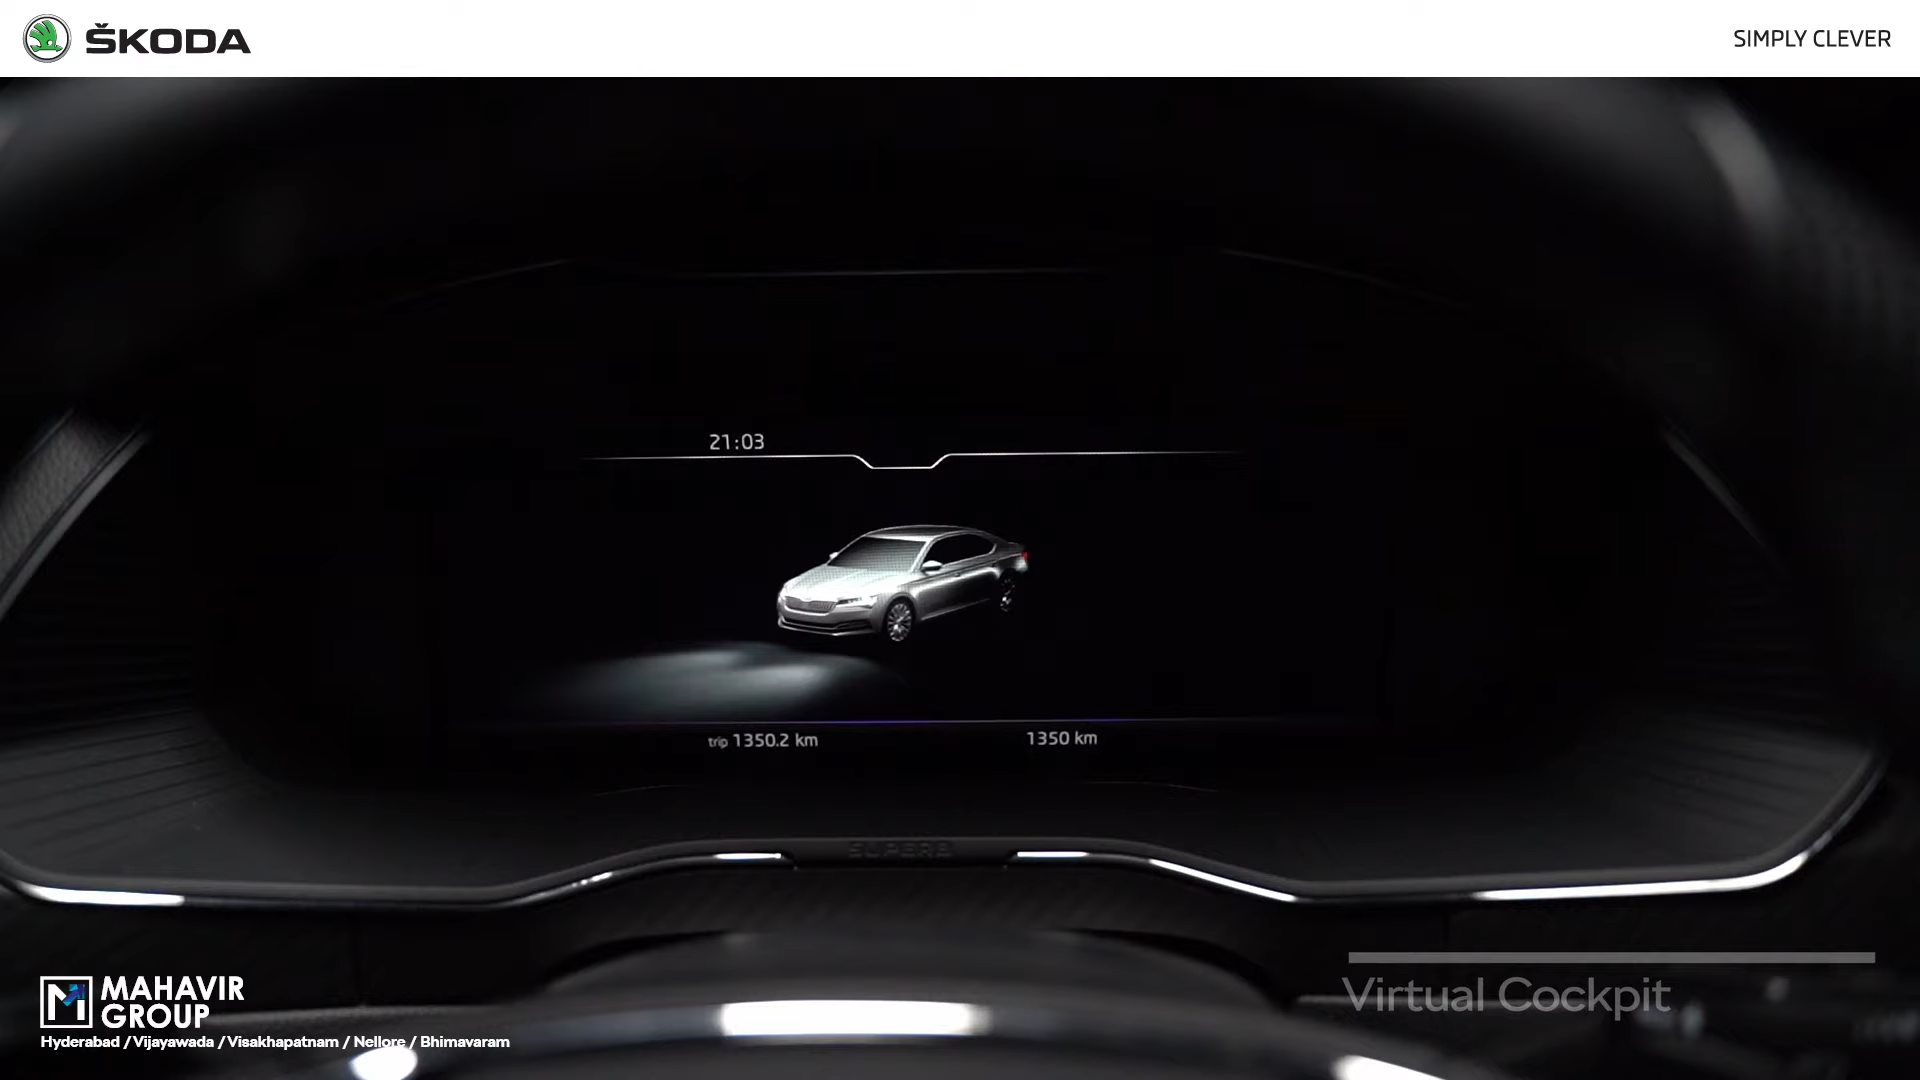 ŠKODA
SIMPLY CLEVER
21:03
trip 1350.2 km
1350 km
SUPERB
Virtual Cockpit
MAHAVIR
GROUP
Hyderabad / Vijayawada / Visakhapatnam / Nellore / Bhimavaram